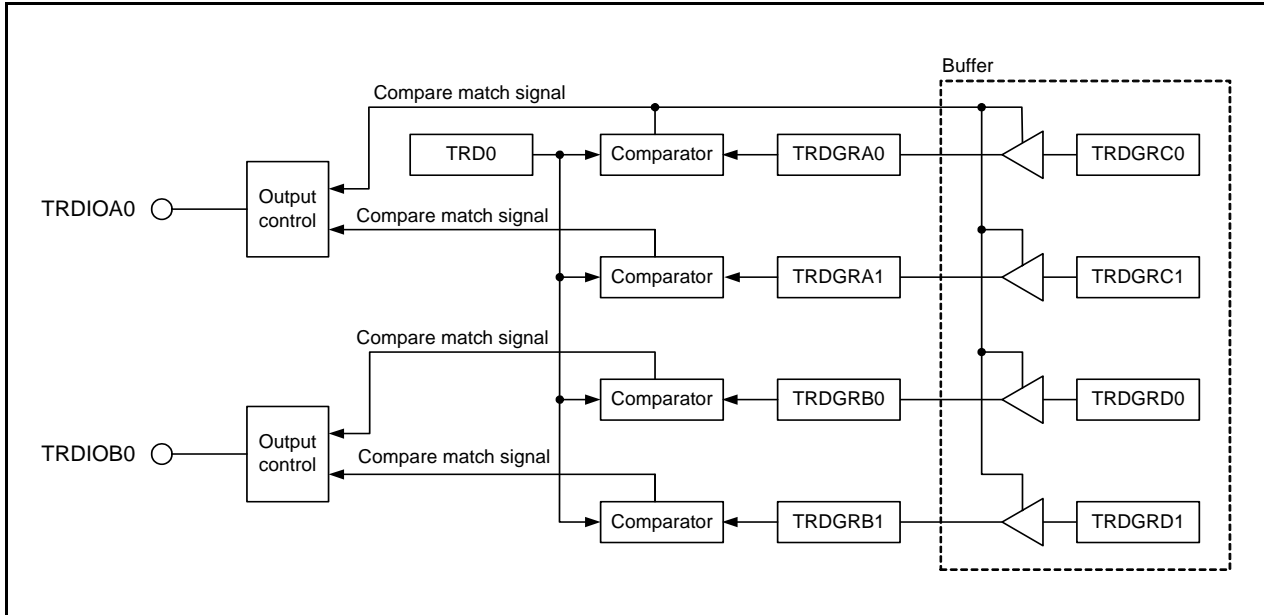 Buffer
Compare match signal
TRD0
Comparator
TRDGRA0
TRDGRC0
TRDIOA0
Output
control
Compare match signal
Comparator
TRDGRA1
TRDGRC1
Compare match signal
Comparator
TRDGRB0
TRDGRD0
TRDIOB0
Output
control
Compare match signal
Comparator
TRDGRB1
TRDGRD1